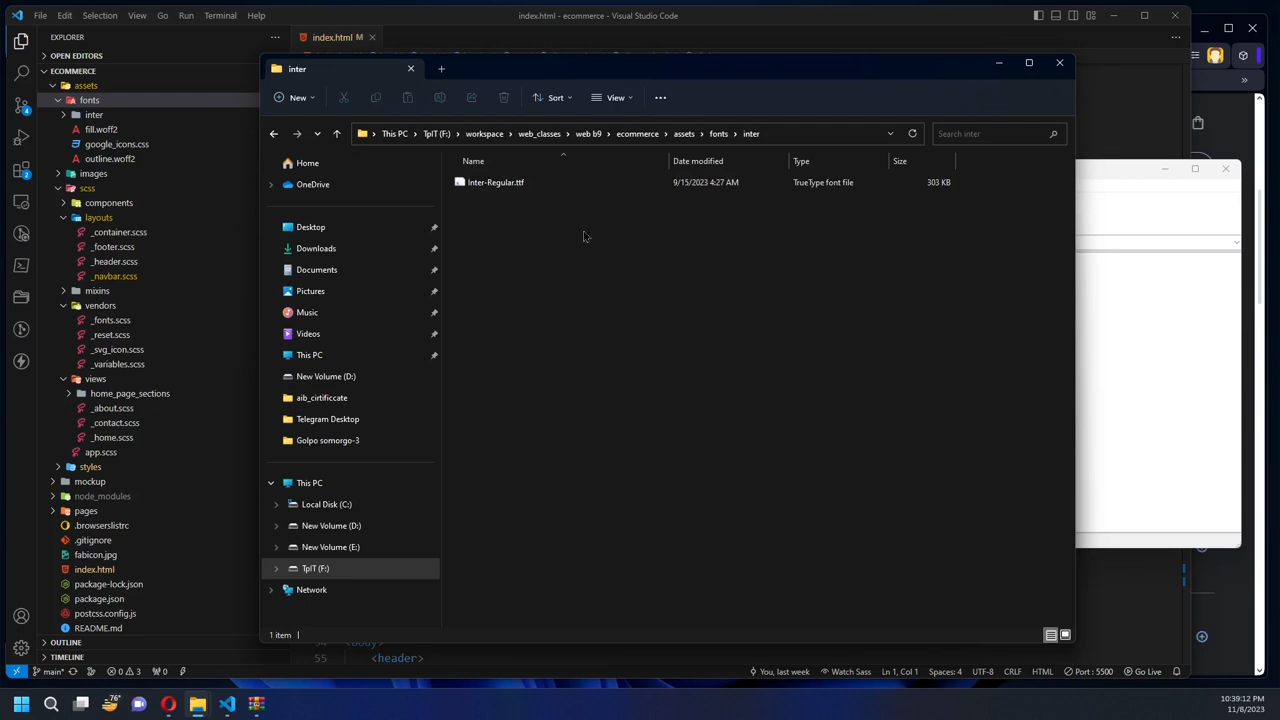 File Edit Selection View Go Run Terminal Help
index.html - ecommerce - Visual Studio Code
EXPLORER
index.html M
OPEN EDITORS
ECOMMERCE
assets
fonts
inter
fill.woff2
google_icons.css
outline.woff2
images
scss
components
layouts
_container.scss
_footer.scss
_header.scss
_navbar.scss
mixins
vendors
_fonts.scss
_reset.scss
_svg_icon.scss
_variables.scss
views
home_page_sections
_about.scss
_contact.scss
_home.scss
app.scss
styles
mockup
node_modules
pages
.browserslistrc
.gitignore
fabicon.jpg
index.html
package-lock.json
package.json
postcss.config.js
README.md
OUTLINE
TIMELINE
4
2
inter
New Sort View
This PC TpIT (F:) workspace web_classes web b9 ecommerce assets fonts inter
Search inter
Home
OneDrive
Desktop
Downloads
Documents
Pictures
Music
Videos
This PC
New Volume (D:)
aib_cirtificcate
Telegram Desktop
Golpo somorgo-3
This PC
Local Disk (C:)
New Volume (D:)
New Volume (E:)
TpIT (F:)
Network
Name Date modified Type Size
Inter-Regular.ttf 9/15/2023 4:27 AM TrueType font file 303 KB
1 item
55 <header>
main* 0 3 0 You, last week Watch Sass Ln 1, Col 1 Spaces: 4 UTF-8 CRLF HTML Port : 5500 Go Live
76°
10:39:12 PM
11/8/2023